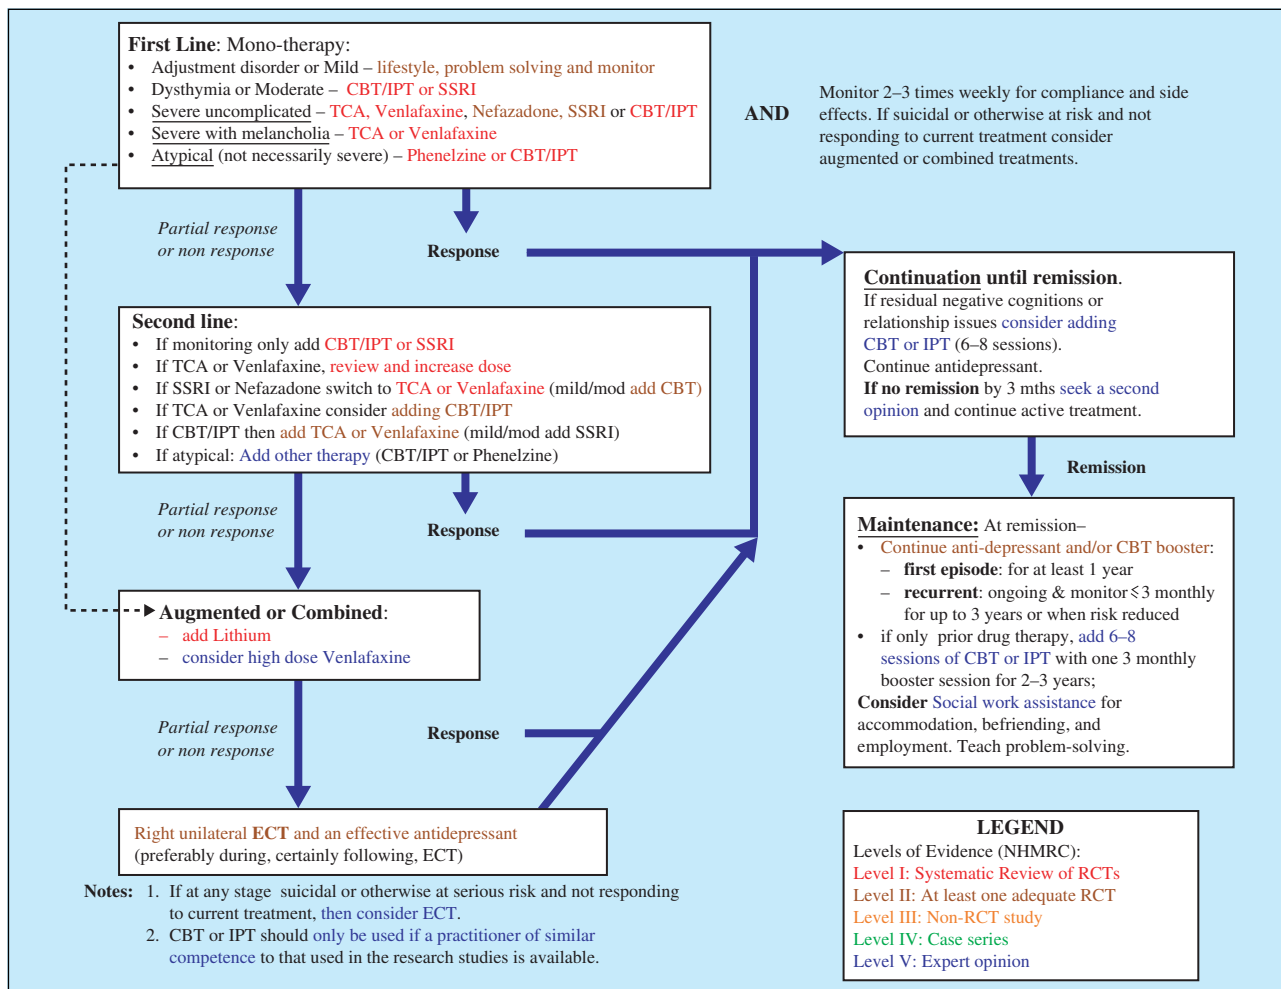 First Line: Mono-therapy:
• Adjustment disorder or Mild – lifestyle, problem solving and monitor
• Dysthymia or Moderate – CBT/IPT or SSRI
• Severe uncomplicated – TCA, Venlafaxine, Nefazadone, SSRI or CBT/IPT
• Severe with melancholia – TCA or Venlafaxine
• Atypical (not necessarily severe) – Phenelzine or CBT/IPT
AND
Monitor 2–3 times weekly for compliance and side
effects. If suicidal or otherwise at risk and not
responding to current treatment consider
augmented or combined treatments.
Partial response
or non response
Response
Second line:
• If monitoring only add CBT/IPT or SSRI
• If TCA or Venlafaxine, review and increase dose
• If SSRI or Nefazadone switch to TCA or Venlafaxine (mild/mod add CBT)
• If TCA or Venlafaxine consider adding CBT/IPT
• If CBT/IPT then add TCA or Venlafaxine (mild/mod add SSRI)
• If atypical: Add other therapy (CBT/IPT or Phenelzine)
Partial response
or non response
Response
Augmented or Combined:
– add Lithium
– consider high dose Venlafaxine
Partial response
or non response
Response
Right unilateral ECT and an effective antidepressant
(preferably during, certainly following, ECT)
Notes: 1. If at any stage suicidal or otherwise at serious risk and not responding
to current treatment, then consider ECT.
2. CBT or IPT should only be used if a practitioner of similar
competence to that used in the research studies is available.
Continuation until remission.
If residual negative cognitions or
relationship issues consider adding
CBT or IPT (6–8 sessions).
Continue antidepressant.
If no remission by 3 mths seek a second
opinion and continue active treatment.
Remission
Maintenance: At remission–
• Continue anti-depressant and/or CBT booster:
– first episode: for at least 1 year
– recurrent: ongoing & monitor ⩽ 3 monthly
for up to 3 years or when risk reduced
• if only prior drug therapy, add 6–8
sessions of CBT or IPT with one 3 monthly
booster session for 2–3 years;
Consider Social work assistance for
accommodation, befriending, and
employment. Teach problem-solving.
LEGEND
Levels of Evidence (NHMRC):
Level I: Systematic Review of RCTs
Level II: At least one adequate RCT
Level III: Non-RCT study
Level IV: Case series
Level V: Expert opinion